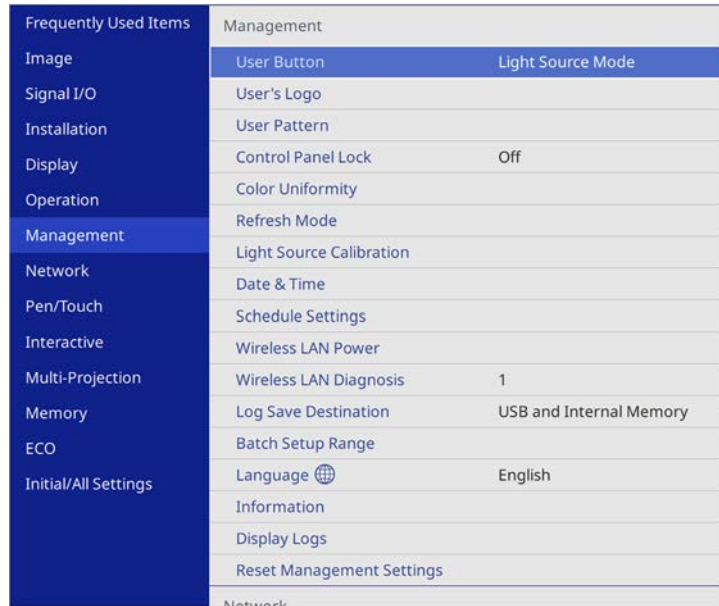 Frequently Used Items
Image
Signal I/O
Installation
Display
Operation
Management
Network
Pen/Touch
Interactive
Multi-Projection
Memory
ECO
Initial/All Settings
Management
User Button Light Source Mode
User's Logo
User Pattern
Control Panel Lock Off
Color Uniformity
Refresh Mode
Light Source Calibration
Date & Time
Schedule Settings
Wireless LAN Power
Wireless LAN Diagnosis 1
Log Save Destination USB and Internal Memory
Batch Setup Range
Language English
Information
Display Logs
Reset Management Settings
Network